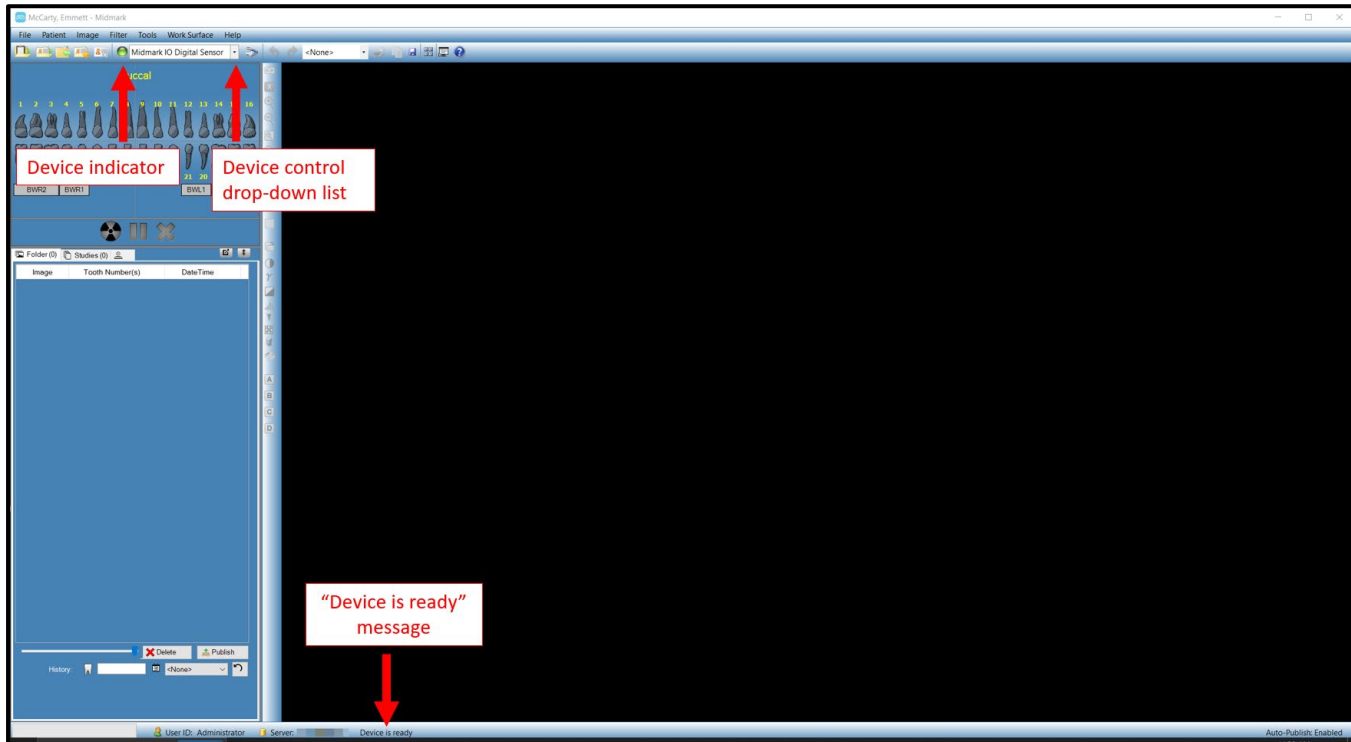 McCarty, Emmett - Midmark
File Patient Image Filter Tools Work Surface Help
Midmark IO Digital Sensor <None>
uccal
1 2 3 4 5 6 7 8 9 10 11 12 13 14 15 16
Device indicator
Device control
drop-down list
21 20
BWR2 BWR1 BWL1
Folder (0) Studies (0)
Image Tooth Number(s) DateTime
A
B
C
D
"Device is ready"
message
Delete Publish
History: <None>
User ID: Administrator Server: Device is ready Auto-Publish: Enabled